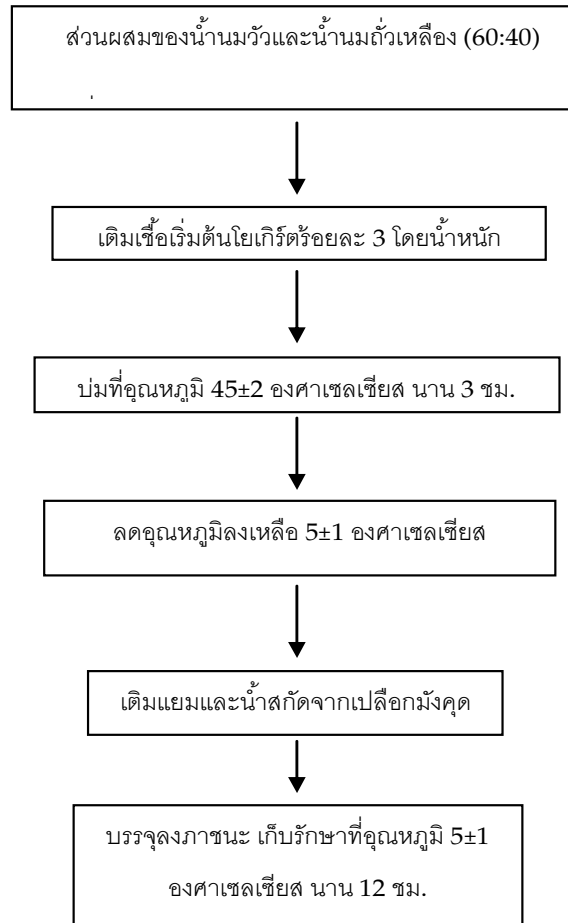 ส่วนผสมของน้ำนมวัวและน้ำนมถั่วเหลือง (60:40)
เติมเชื้อเริ่มต้นโยเกิร์ตร้อยละ 3 โดยน้ำหนัก
บ่มที่อุณหภูมิ 45±2 องศาเซลเซียส นาน 3 ชม.
ลดอุณหภูมิลงเหลือ 5±1 องศาเซลเซียส
เติมแยมและน้ำสกัดจากเปลือกมังคุด
บรรจุลงภาชนะ เก็บรักษาที่อุณหภูมิ 5±1
องศาเซลเซียส นาน 12 ชม.